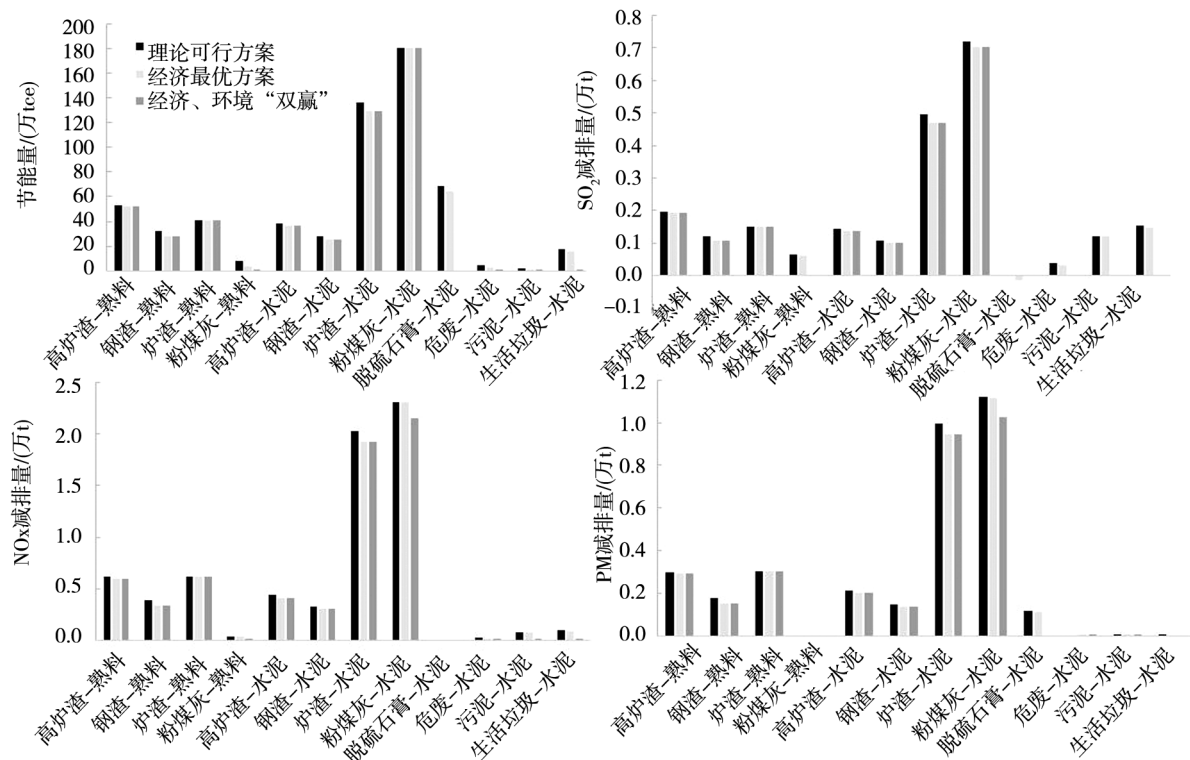 200
180
160
140
120
100
80
60
40
20
0
节能量/(万tce)
理论可行方案
经济最优方案
经济、环境“双赢”
高炉渣–熟料
钢渣–熟料
炉渣–熟料
粉煤灰–熟料
高炉渣–水泥
钢渣–水泥
炉渣–水泥
粉煤灰–水泥
脱硫石膏–水泥
危废–水泥
污泥–水泥
生活垃圾–水泥
0.8
0.7
0.6
0.5
0.4
0.3
0.2
0.1
0.0
–0.1
SO2减排量/(万t)
高炉渣–熟料
钢渣–熟料
炉渣–熟料
粉煤灰–熟料
高炉渣–水泥
钢渣–水泥
炉渣–水泥
粉煤灰–水泥
脱硫石膏–水泥
危废–水泥
污泥–水泥
生活垃圾–水泥
2.5
2.0
1.5
1.0
0.5
0.0
NOx减排量/(万t)
高炉渣–熟料
钢渣–熟料
炉渣–熟料
粉煤灰–熟料
高炉渣–水泥
钢渣–水泥
炉渣–水泥
粉煤灰–水泥
脱硫石膏–水泥
危废–水泥
污泥–水泥
生活垃圾–水泥
1.2
1.0
0.8
0.6
0.4
0.2
0.0
PM减排量/(万t)
高炉渣–熟料
钢渣–熟料
炉渣–熟料
粉煤灰–熟料
高炉渣–水泥
钢渣–水泥
炉渣–水泥
粉煤灰–水泥
脱硫石膏–水泥
危废–水泥
污泥–水泥
生活垃圾–水泥